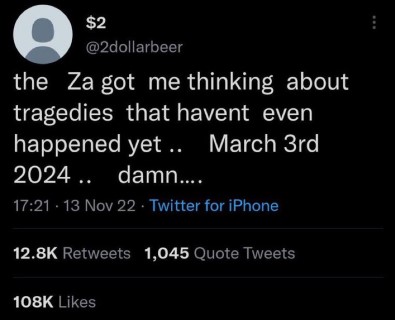 $2
@2dollarbeer
the Za got me thinking about
tragedies that havent even
happened yet .. March 3rd
2024 .. damn....
17:21 · 13 Nov 22 · Twitter for iPhone
12.8K Retweets 1,045 Quote Tweets
108K Likes